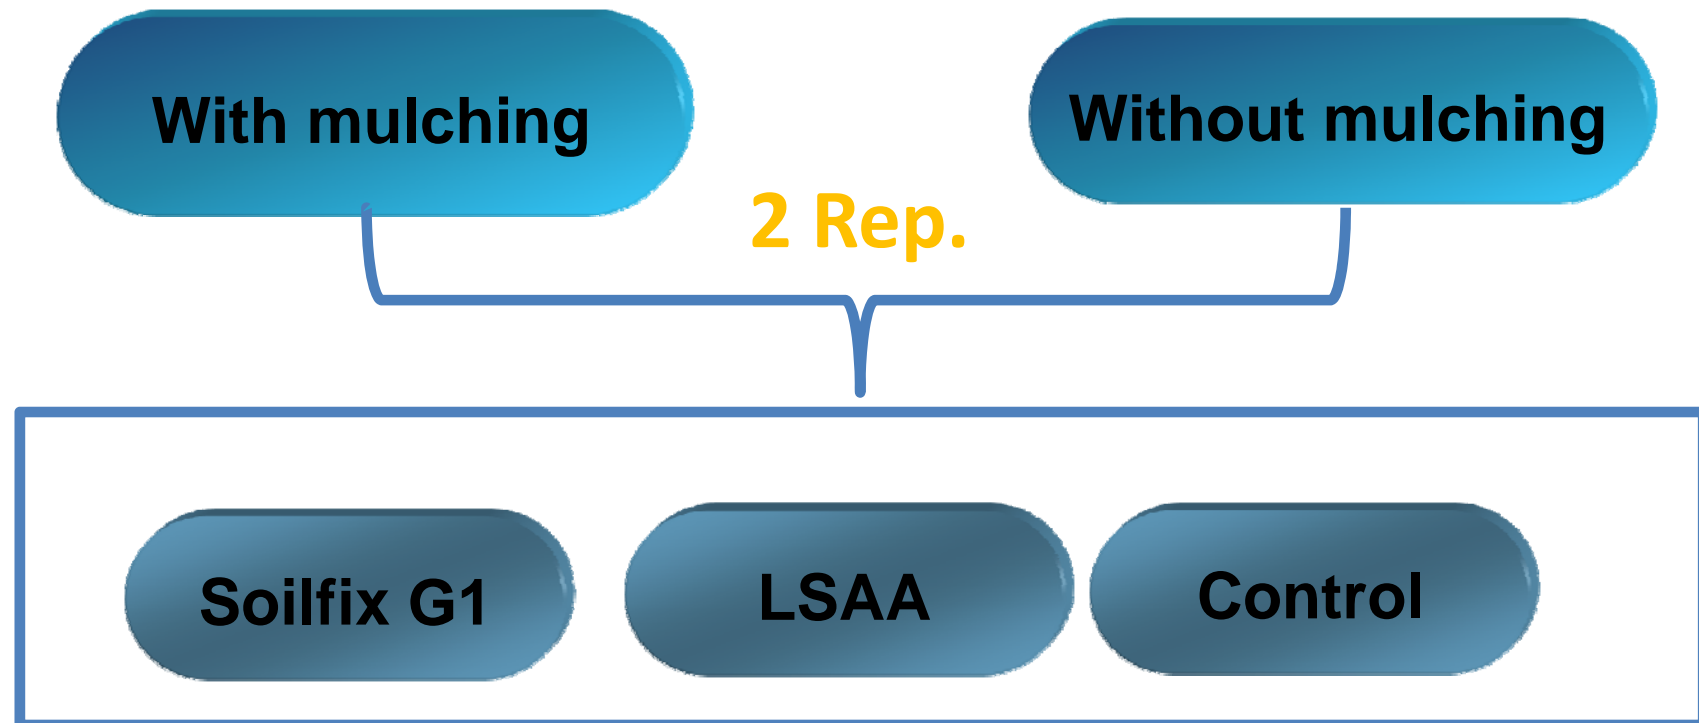 With mulching
Without mulching
2 Rep.
Soilfix G1
LSAA
Control